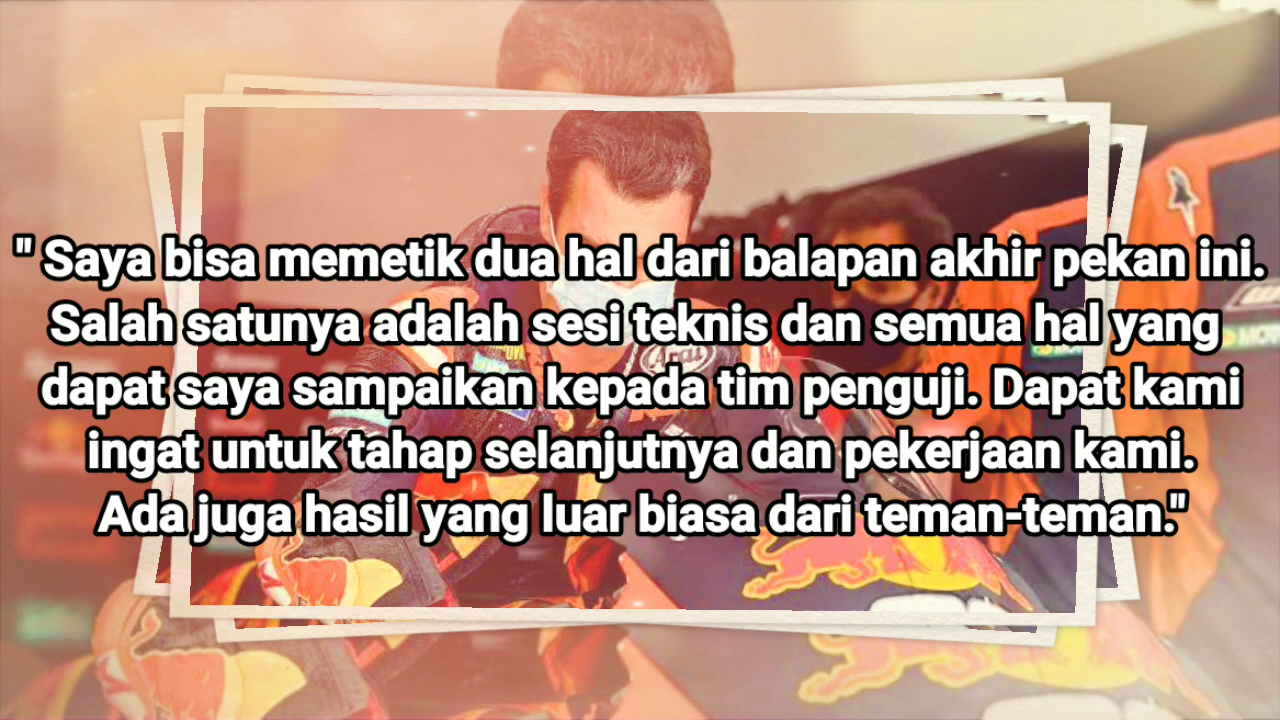 " Saya bisa memetik dua hal dari balapan akhir pekan ini.
Salah satunya adalah sesi teknis dan semua hal yang
dapat saya sampaikan kepada tim penguji. Dapat kami
ingat untuk tahap selanjutnya dan pekerjaan kami.
Ada juga hasil yang luar biasa dari teman-teman."
Arai